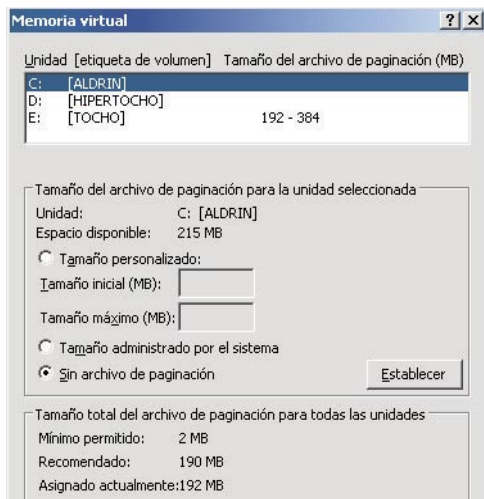 Memoria virtual
Unidad [etiqueta de volumen] Tamaño del archivo de paginación (MB)
C: [ALDRIN]
D: [HIPERTOCHO]
E: [TOCHO] 192 - 384
Tamaño del archivo de paginación para la unidad seleccionada
Unidad: C: [ALDRIN]
Espacio disponible: 215 MB
Tamaño personalizado:
Tamaño inicial (MB):
Tamaño máximo (MB):
Tamaño administrado por el sistema
Sin archivo de paginación Establecer
Tamaño total del archivo de paginación para todas las unidades
Mínimo permitido: 2 MB
Recomendado: 190 MB
Asignado actualmente:192 MB